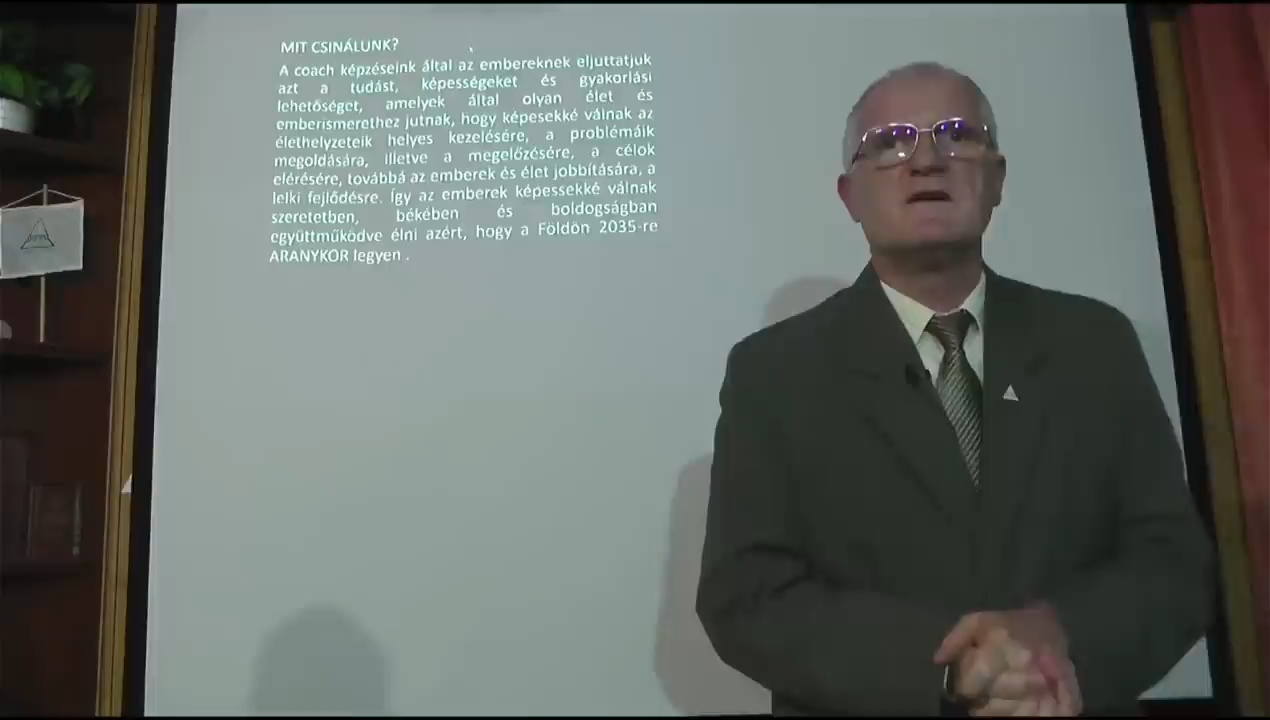 MIT CSINÁLUNK?
A coach képzéseink által az embereknek eljuttatjuk
azt a tudást, képességeket és gyakorlási
lehetőséget, amelyek által olyan élet és
emberismerethez jutnak, hogy képesekké válnak az
élethelyzeteik helyes kezelésére, a problémáik
megoldására, illetve a megelőzésére, a célok
elérésére, továbbá az emberek és élet jobbítására, a
lelki fejlődésre. Így az emberek képessekké válnak
szeretetben, békében és boldogságban
együttműködve élni azért, hogy a Földön 2035-re
ARANYKOR legyen .